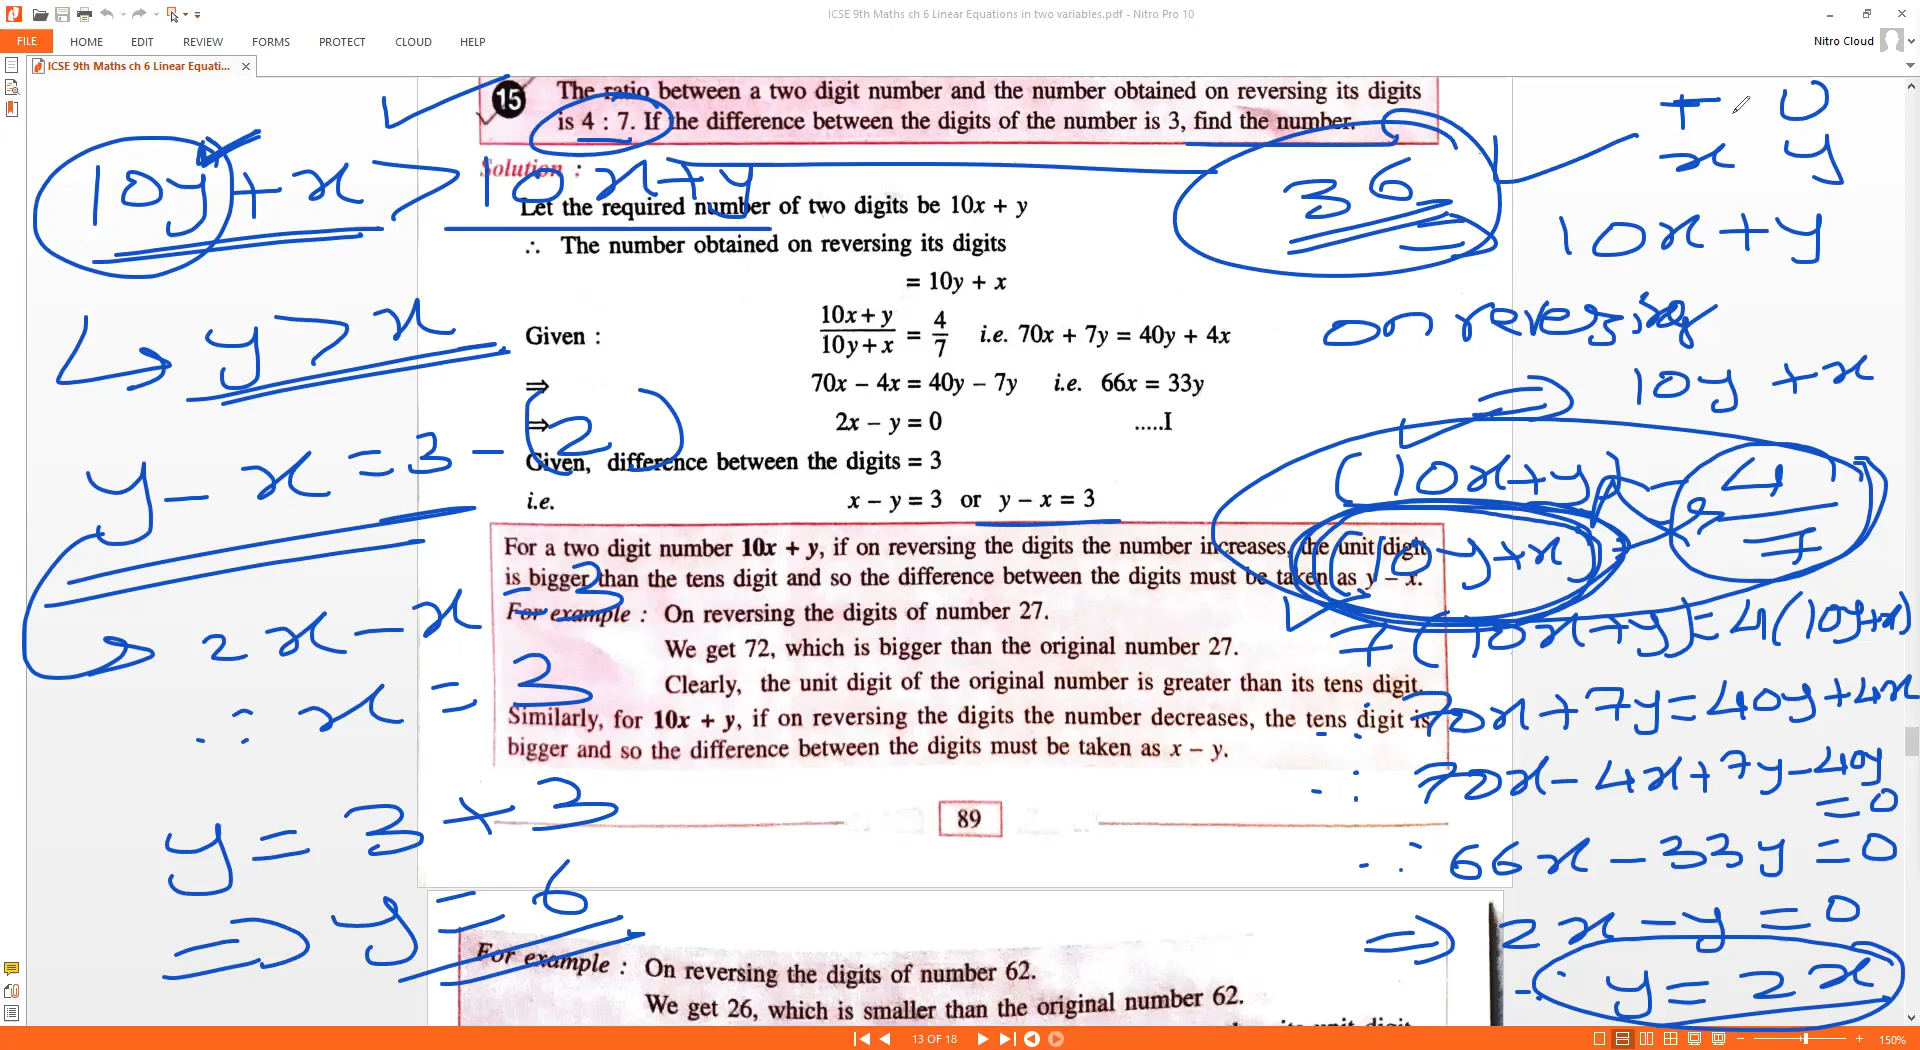 ICSE 9th Maths ch 6 Linear Equations in two variables.pdf - Nitro Pro 10
FILE HOME EDIT REVIEW FORMS PROTECT CLOUD HELP
Nitro Cloud
ICSE 9th Maths ch 6 Linear Equati... ×
15 The ratio between a two digit number and the number obtained on reversing its digits
is 4 : 7. If the difference between the digits of the number is 3, find the number.
Solution :
Let the required number of two digits be 10x + y
∴ The number obtained on reversing its digits
= 10y + x
Given : 10x+y / 10y+x = 4/7 i.e. 70x + 7y = 40y + 4x
⇒ 70x – 4x = 40y – 7y i.e. 66x = 33y
⇒ 2x – y = 0 .....I
Given, difference between the digits = 3
i.e. x – y = 3 or y – x = 3
For a two digit number 10x + y, if on reversing the digits the number increases, the unit digit
is bigger than the tens digit and so the difference between the digits must be taken as y – x.
For example : On reversing the digits of number 27.
We get 72, which is bigger than the original number 27.
Clearly, the unit digit of the original number is greater than its tens digit.
Similarly, for 10x + y, if on reversing the digits the number decreases, the tens digit is
bigger and so the difference between the digits must be taken as x – y.
89
For example : On reversing the digits of number 62.
We get 26, which is smaller than the original number 62.
10y + x > 10x + y
y > x
y – x = 3 – (2)
2x – x = 3
∴ x = 3
y = 3 + 3
⇒ y = 6
36
T U
x y
10x + y
on reversing
⇒ 10y + x
(10x+y) / (10y+x) = 4/7
7(10x+y) = 4(10y+x)
∴ 70x + 7y = 40y + 4x
∴ 70x – 4x + 7y – 40y
= 0
∴ 66x – 33y = 0
⇒ 2x – y = 0
∴ y = 2x
13 OF 18
150%